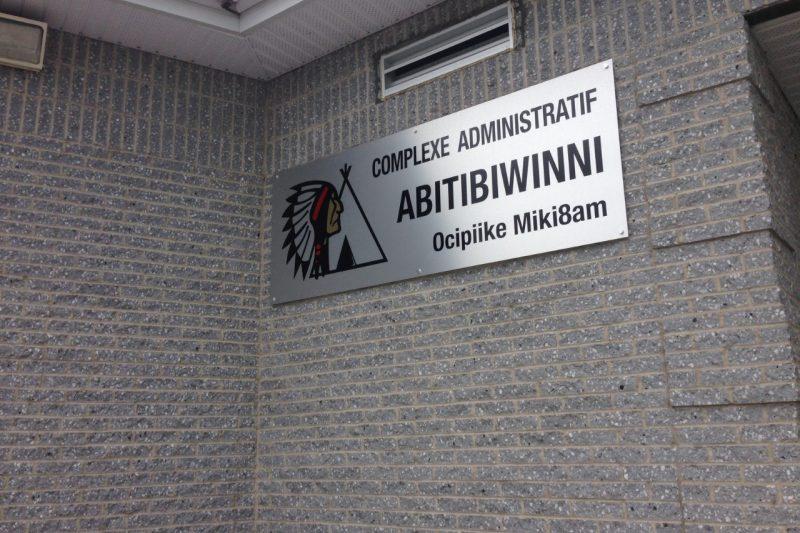 COMPLEXE ADMINISTRATIF
ABITIBIWINNI
Ocipiike Miki8am